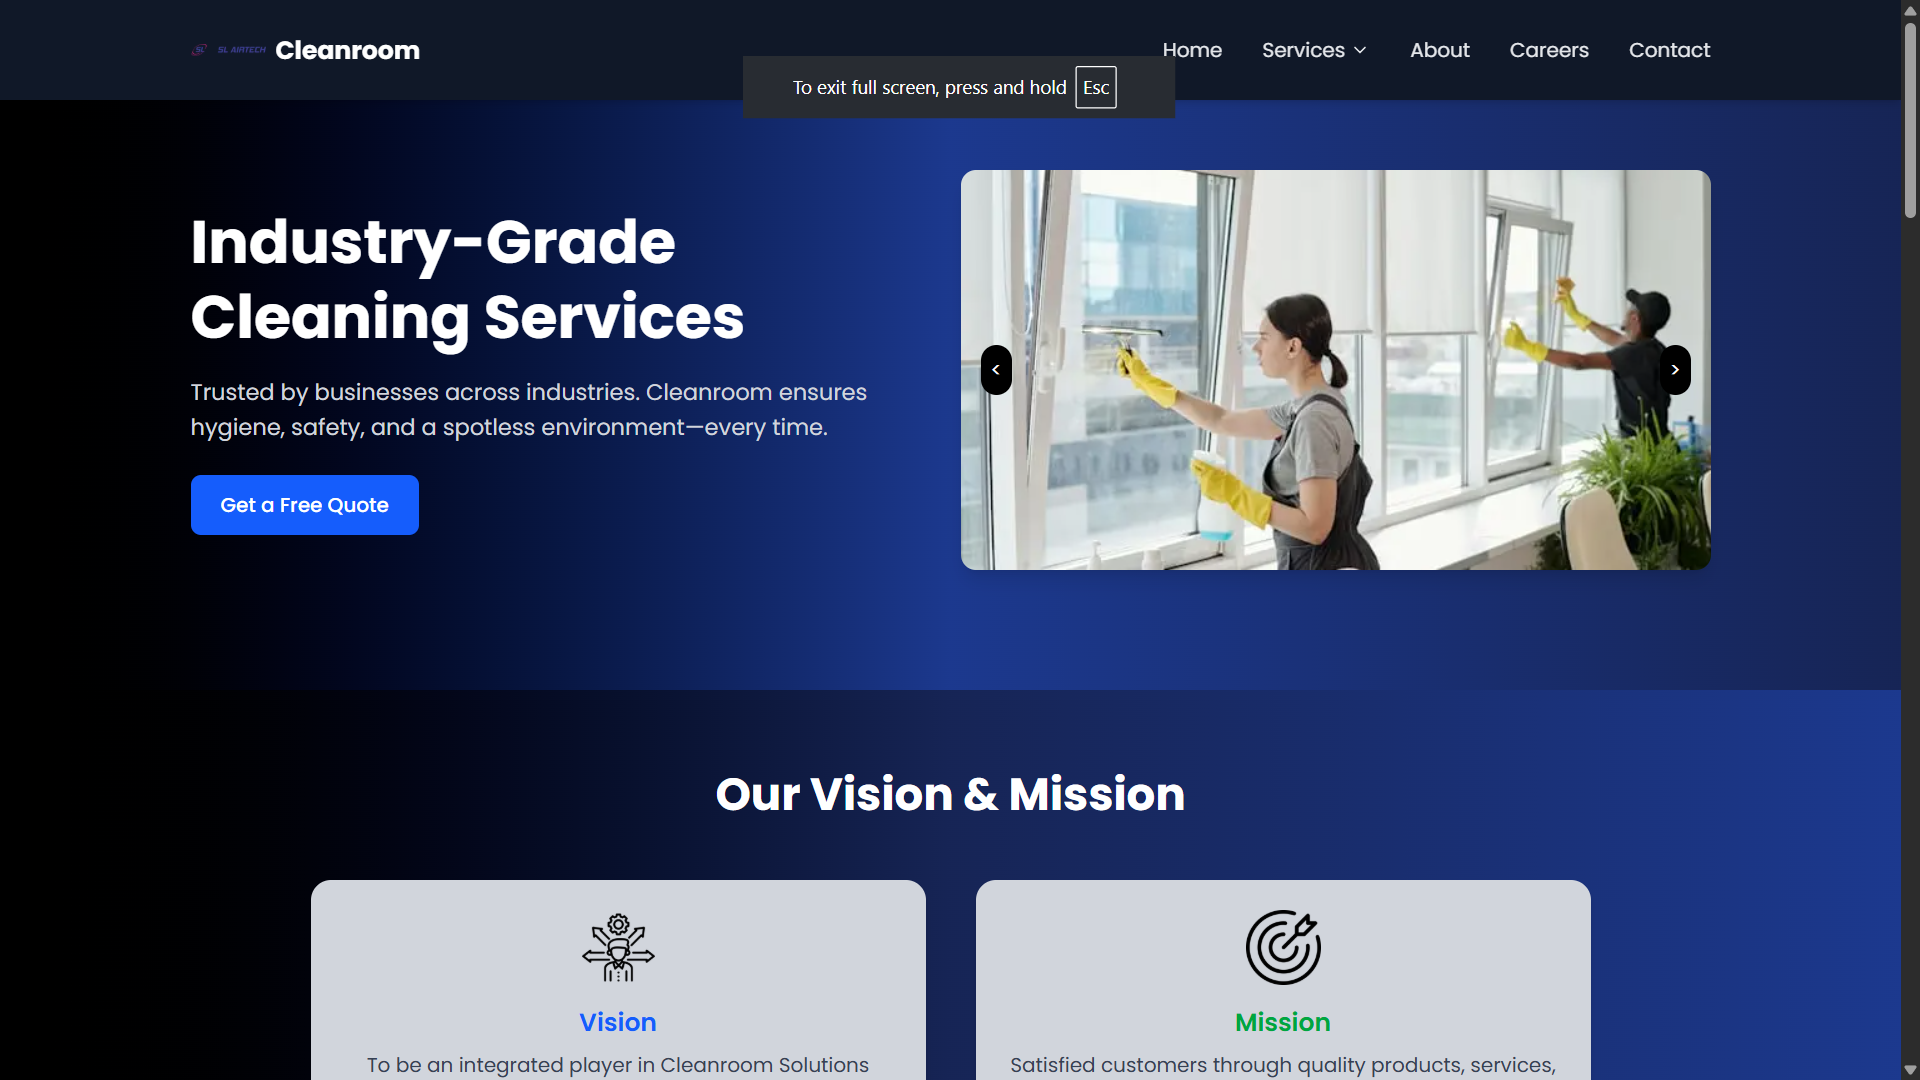 SL SL AIRTECH Cleanroom
Home Services About Careers Contact
To exit full screen, press and hold Esc
Industry-Grade
Cleaning Services
Trusted by businesses across industries. Cleanroom ensures
hygiene, safety, and a spotless environment—every time.
Get a Free Quote
< >
Our Vision & Mission
Vision
To be an integrated player in Cleanroom Solutions
Mission
Satisfied customers through quality products, services,